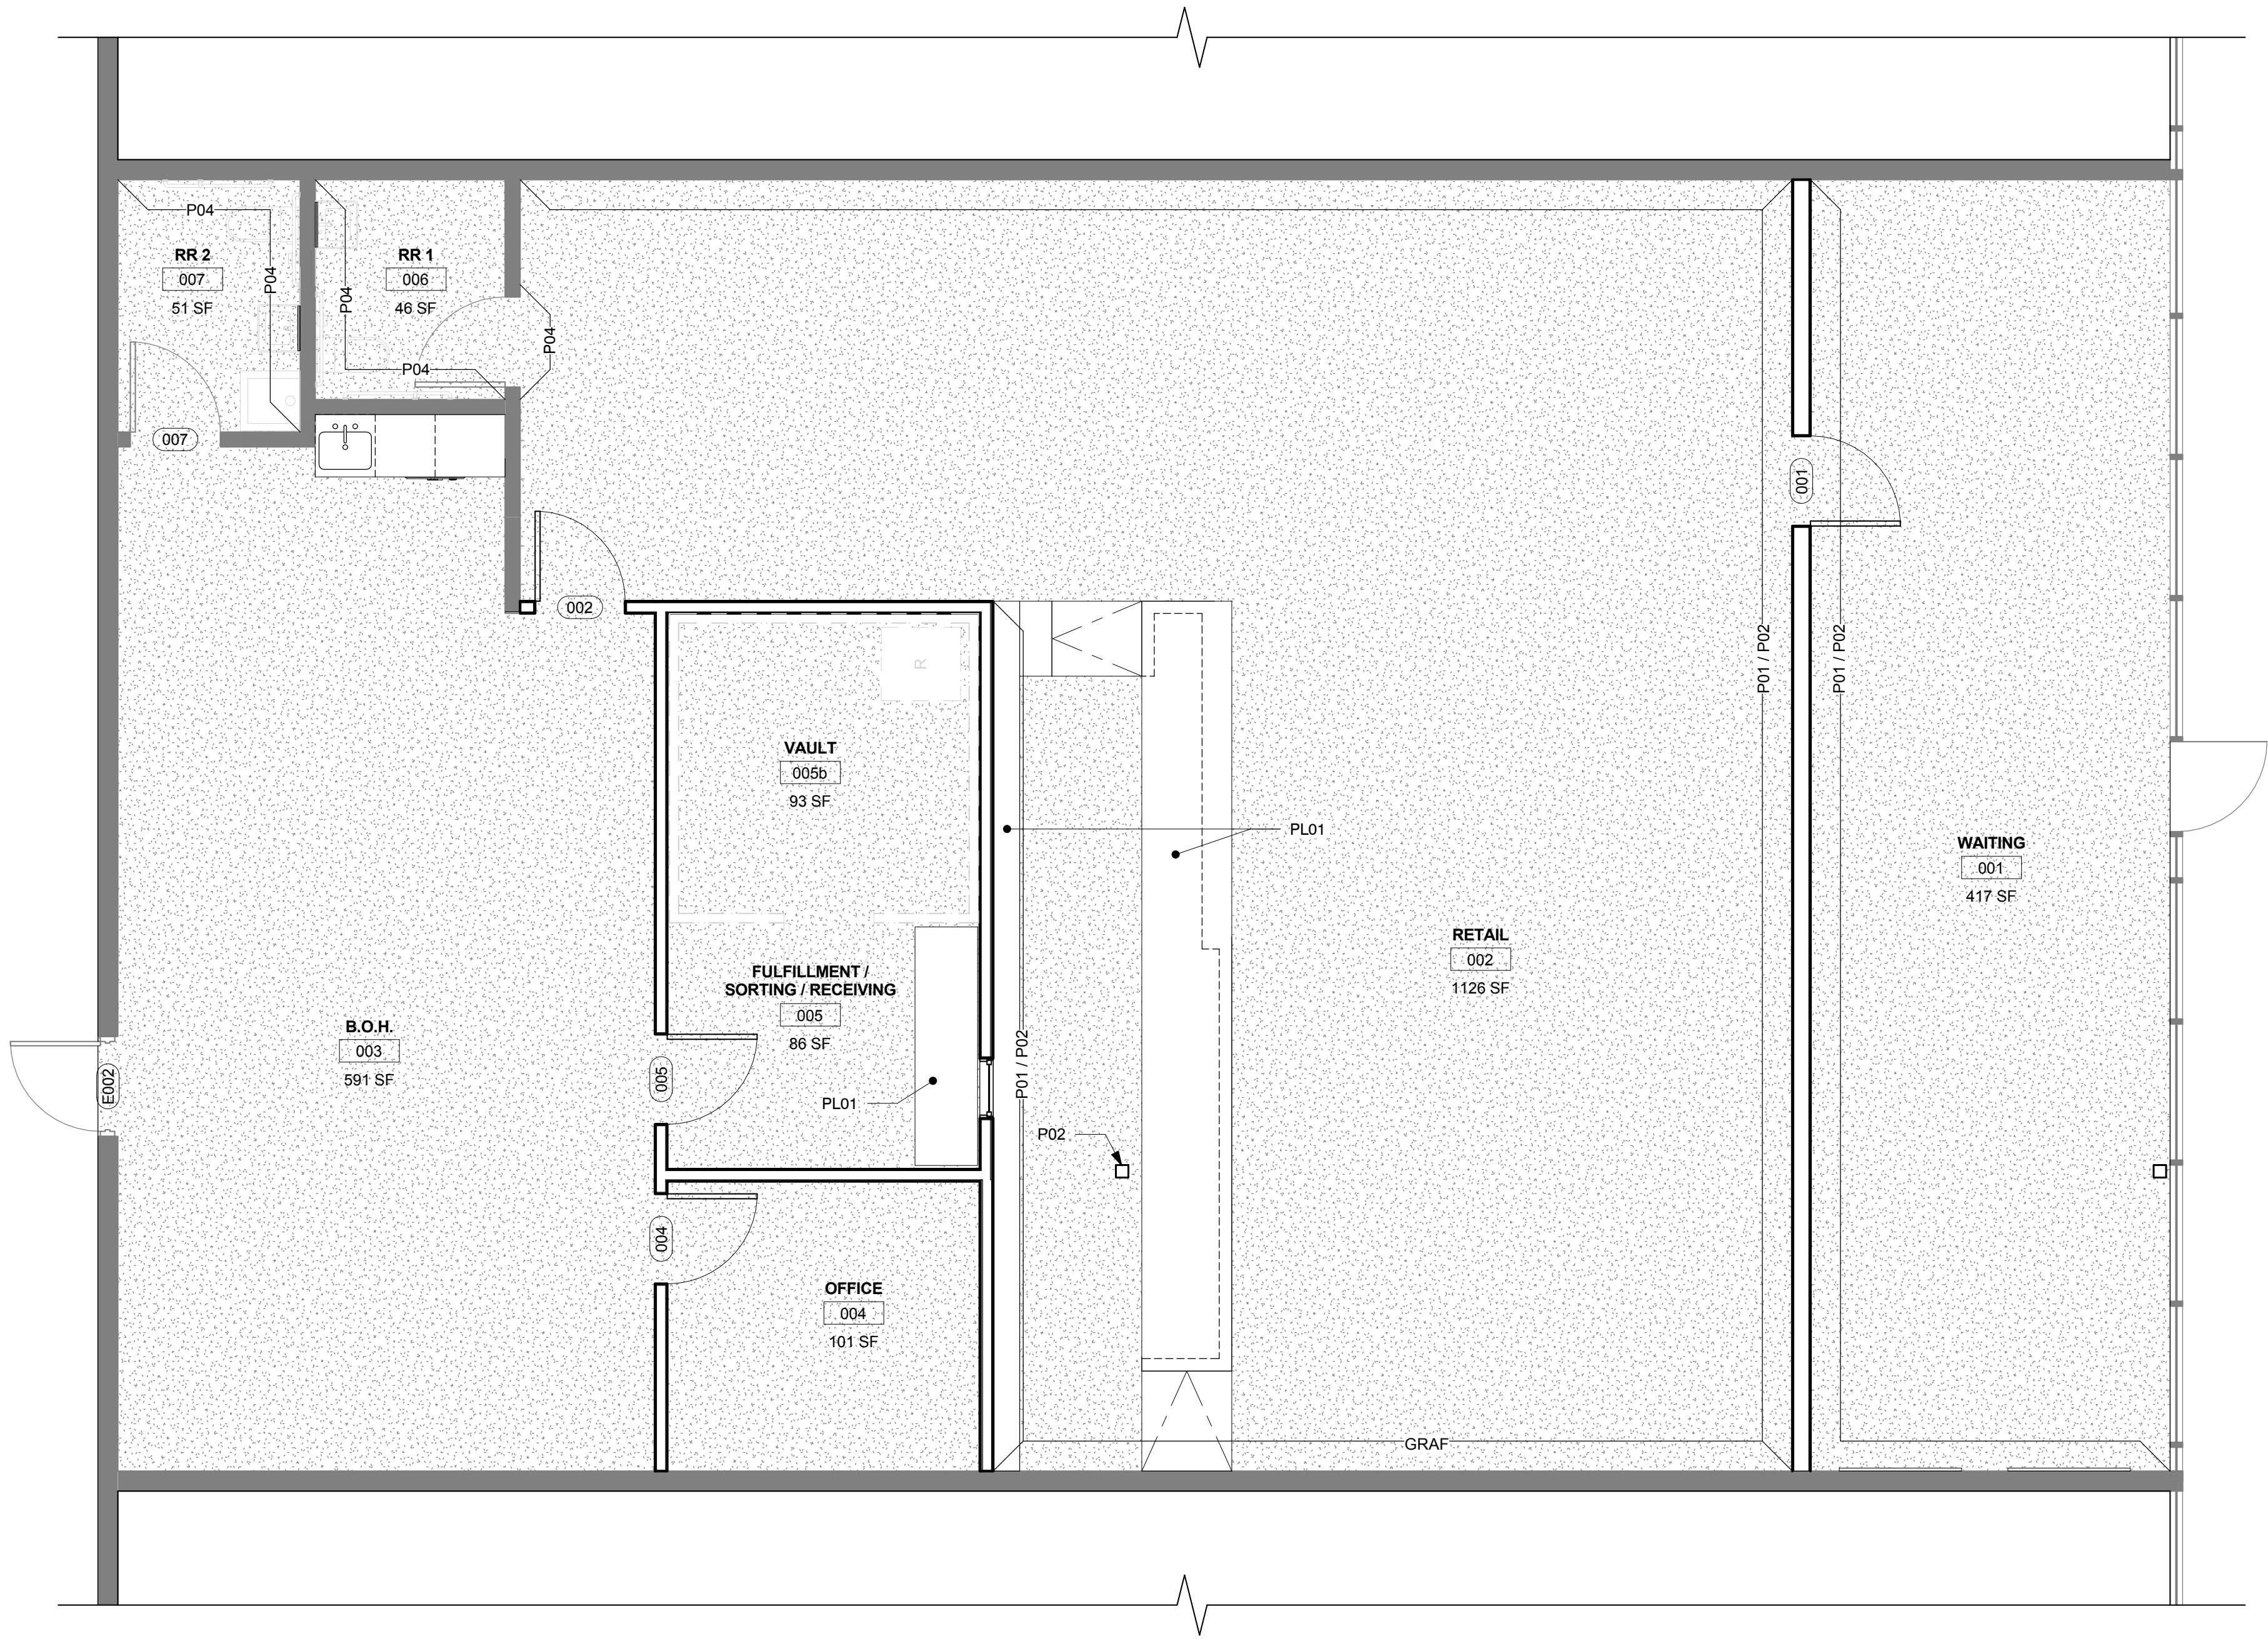 P04
P04
RR 2
007
51 SF
007
RR 1
006
46 SF
P04
P04
P04
001
002
P01 / P02
P01 / P02
R
VAULT
005b
93 SF
PL01
WAITING
001
417 SF
RETAIL
002
1126 SF
FULFILLMENT /
SORTING / RECEIVING
005
86 SF
B.O.H.
003
591 SF
E002
005
PL01
P01 / P02
P02
004
OFFICE
004
101 SF
GRAF